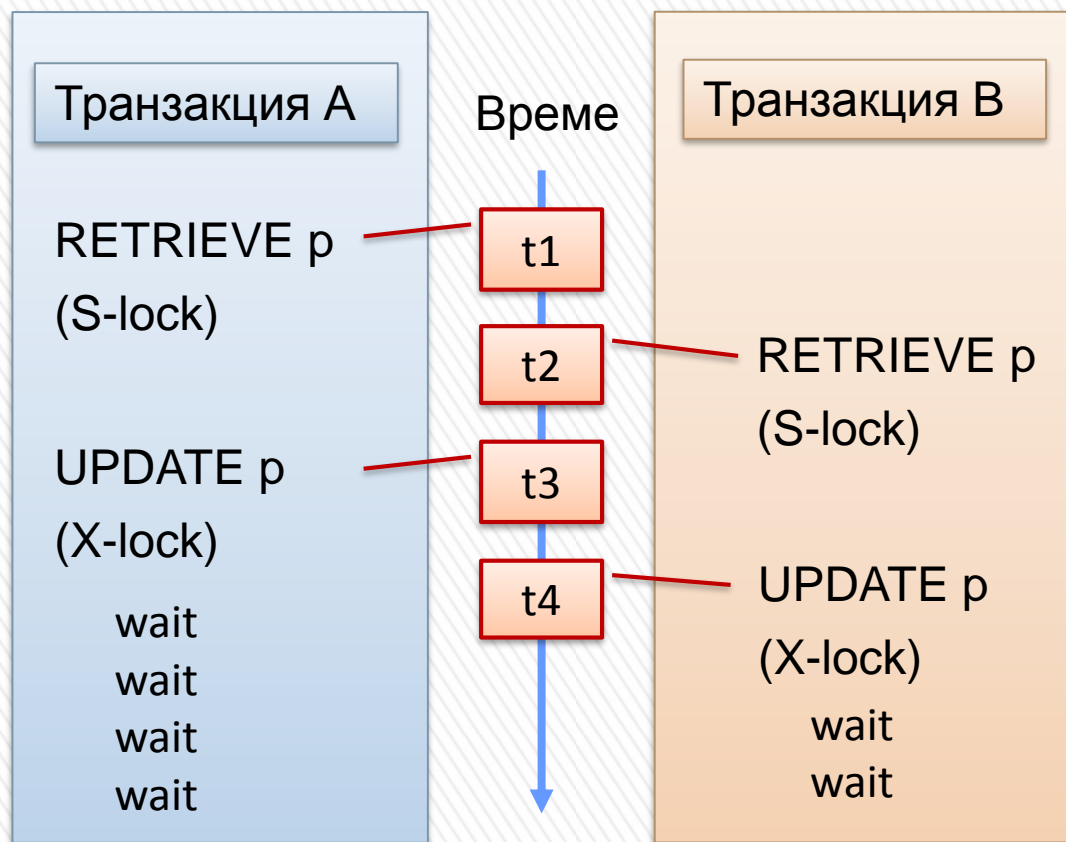 Транзакция A
Време
Транзакция B
RETRIEVE p
(S-lock)
t1
t2
RETRIEVE p
(S-lock)
UPDATE p
(X-lock)
t3
t4
UPDATE p
(X-lock)
wait
wait
wait
wait
wait
wait